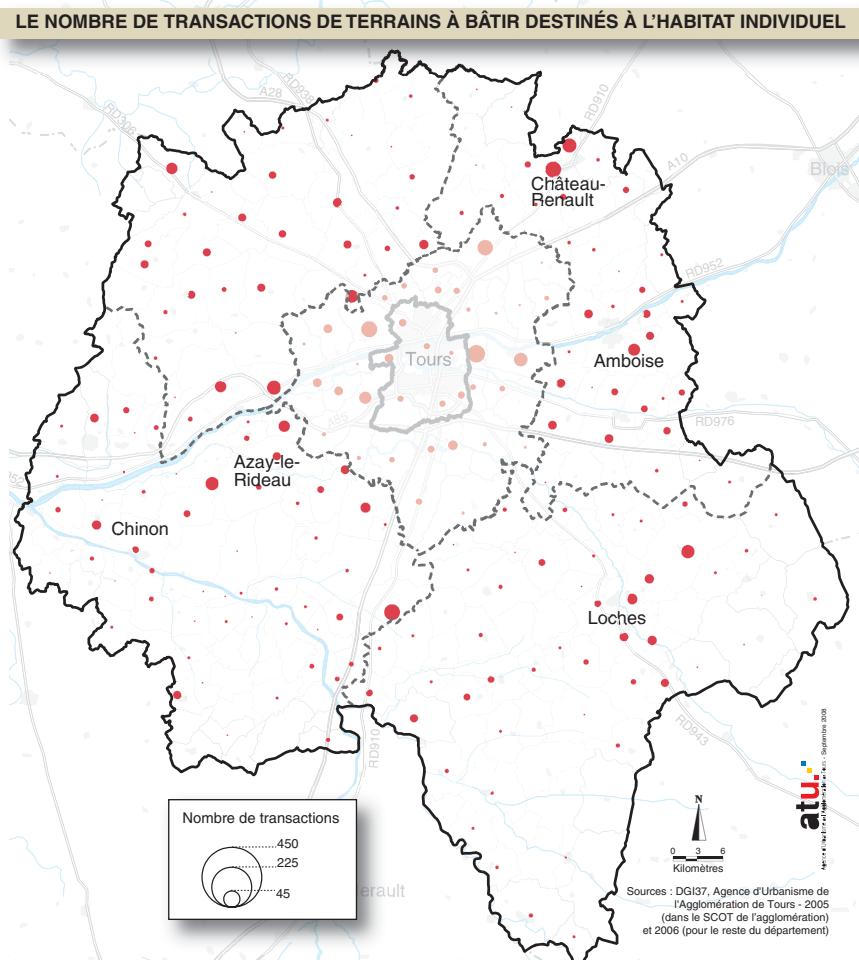 LE NOMBRE DE TRANSACTIONS DE TERRAINS À BÂTIR DESTINÉS À L'HABITAT INDIVIDUEL
A28
RD938
RD306
RD910
A10
Blois
Château-
Renault
RD952
Tours
Amboise
RD976
A85
952
Azay-le-
Rideau
Chinon
Loches
RD910
RD943
Nombre de transactions
450
225
45
erault
N
0 3 6
Kilomètres
atu.
Sources : DGI37, Agence d'Urbanisme de
l'Agglomération de Tours - 2005
(dans le SCOT de l'agglomération)
et 2006 (pour le reste du département)